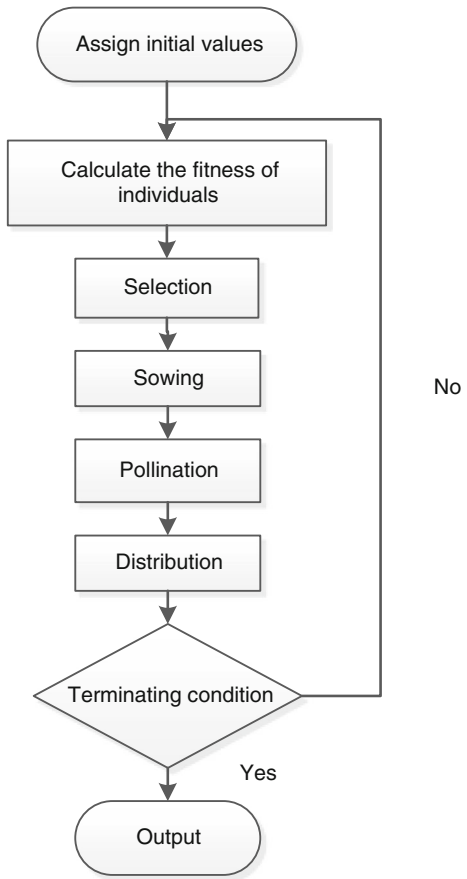 Assign initial values
Calculate the fitness of
individuals
Selection
Sowing
No
Pollination
Distribution
Terminating condition
Yes
Output